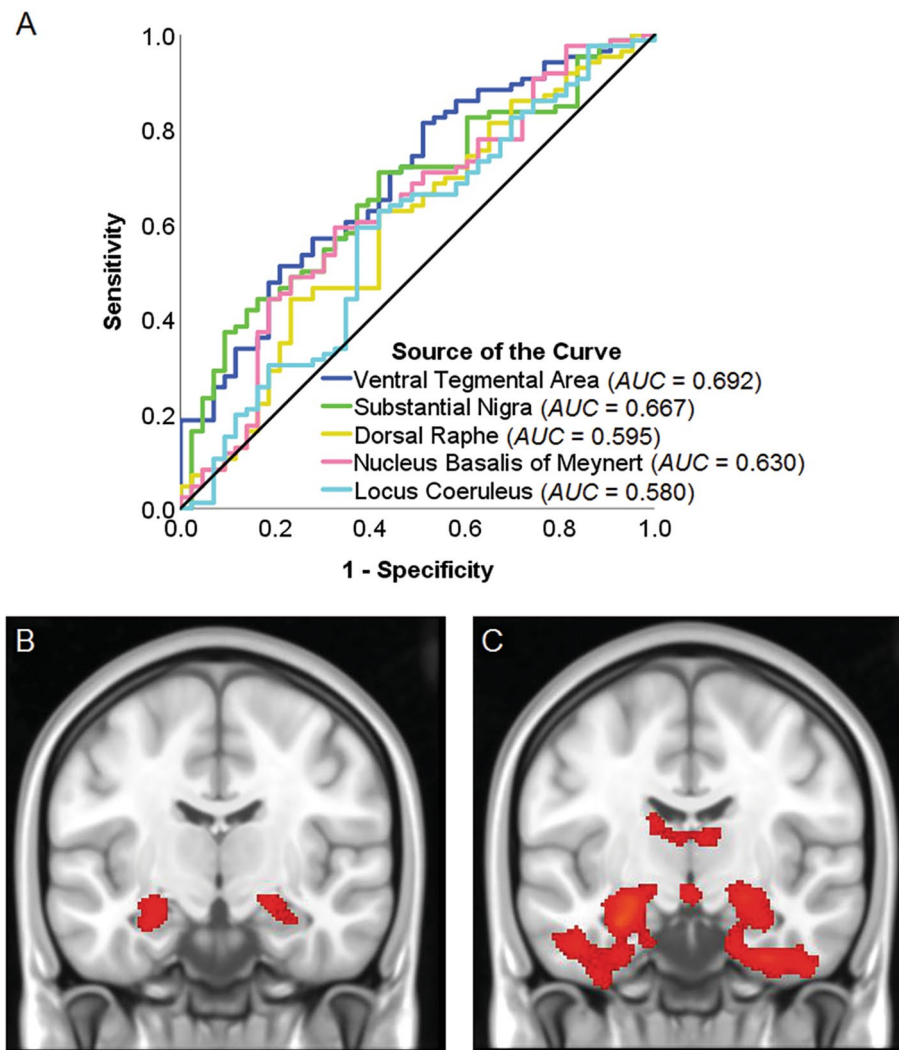 A
1.0
0.8
0.6
0.4
0.2
0.0
Sensitivity
Source of the Curve
Ventral Tegmental Area (AUC = 0.692)
Substantial Nigra (AUC = 0.667)
Dorsal Raphe (AUC = 0.595)
Nucleus Basalis of Meynert (AUC = 0.630)
Locus Coeruleus (AUC = 0.580)
0.0 0.2 0.4 0.6 0.8 1.0
1 - Specificity
B
C